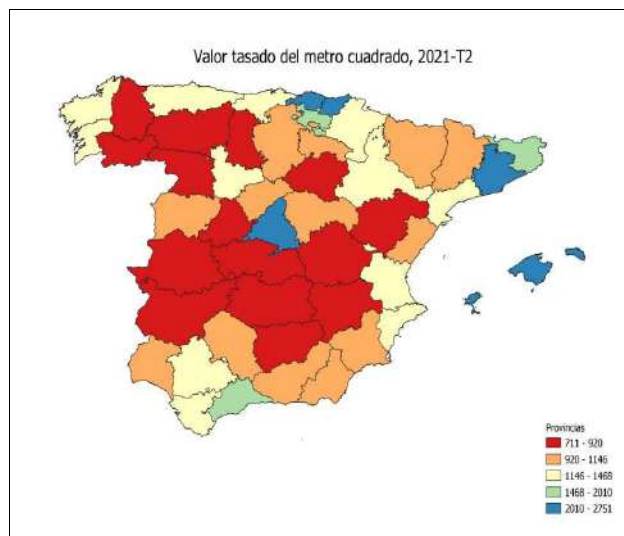 Valor tasado del metro cuadrado, 2021-T2
Provincias
711 - 920
920 - 1146
1146 - 1468
1468 - 2010
2010 - 2751